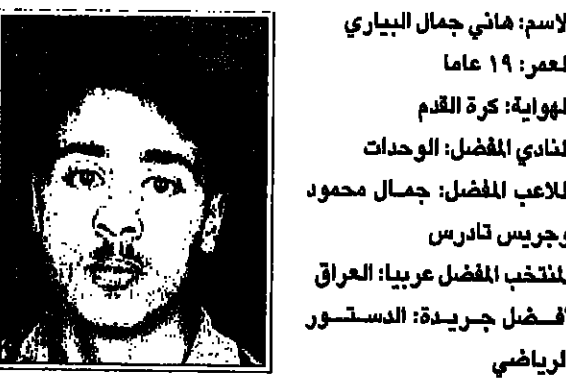 لاسم: هاني جمال البياري
لعمر: ١٩ عاما
لهواية: كرة القدم
لنادي المفضل: الوحدات
للاعب المفضل: جمال محمود
وجريس تادرس
لمنتخب المفضل عربيا: العراق
فضل جريدة: الدستور
لرياضي